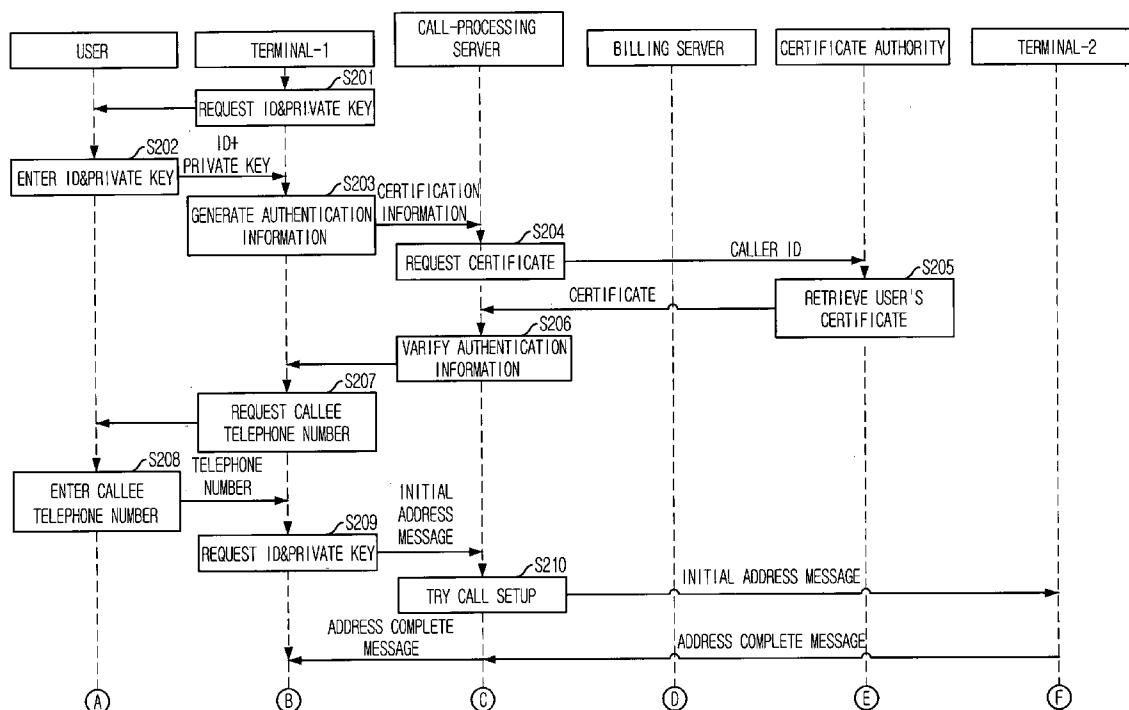 USER
TERMINAL-1
CALL-PROCESSING
SERVER
BILLING SERVER
CERTIFICATE AUTHORITY
TERMINAL-2
S201
REQUEST ID&PRIVATE KEY
S202
ENTER ID&PRIVATE KEY
ID+
PRIVATE KEY
S203
GENERATE AUTHENTICATION
INFORMATION
CERTIFICATION
INFORMATION
S204
REQUEST CERTIFICATE
CALLER ID
S205
RETRIEVE USER'S
CERTIFICATE
CERTIFICATE
S206
VARIFY AUTHENTICATION
INFORMATION
S207
REQUEST CALLEE
TELEPHONE NUMBER
S208
ENTER CALLEE
TELEPHONE NUMBER
TELEPHONE
NUMBER
S209
REQUEST ID&PRIVATE KEY
INITIAL
ADDRESS
MESSAGE
S210
TRY CALL SETUP
INITIAL ADDRESS MESSAGE
ADDRESS COMPLETE
MESSAGE
ADDRESS COMPLETE MESSAGE
A
B
C
D
E
F